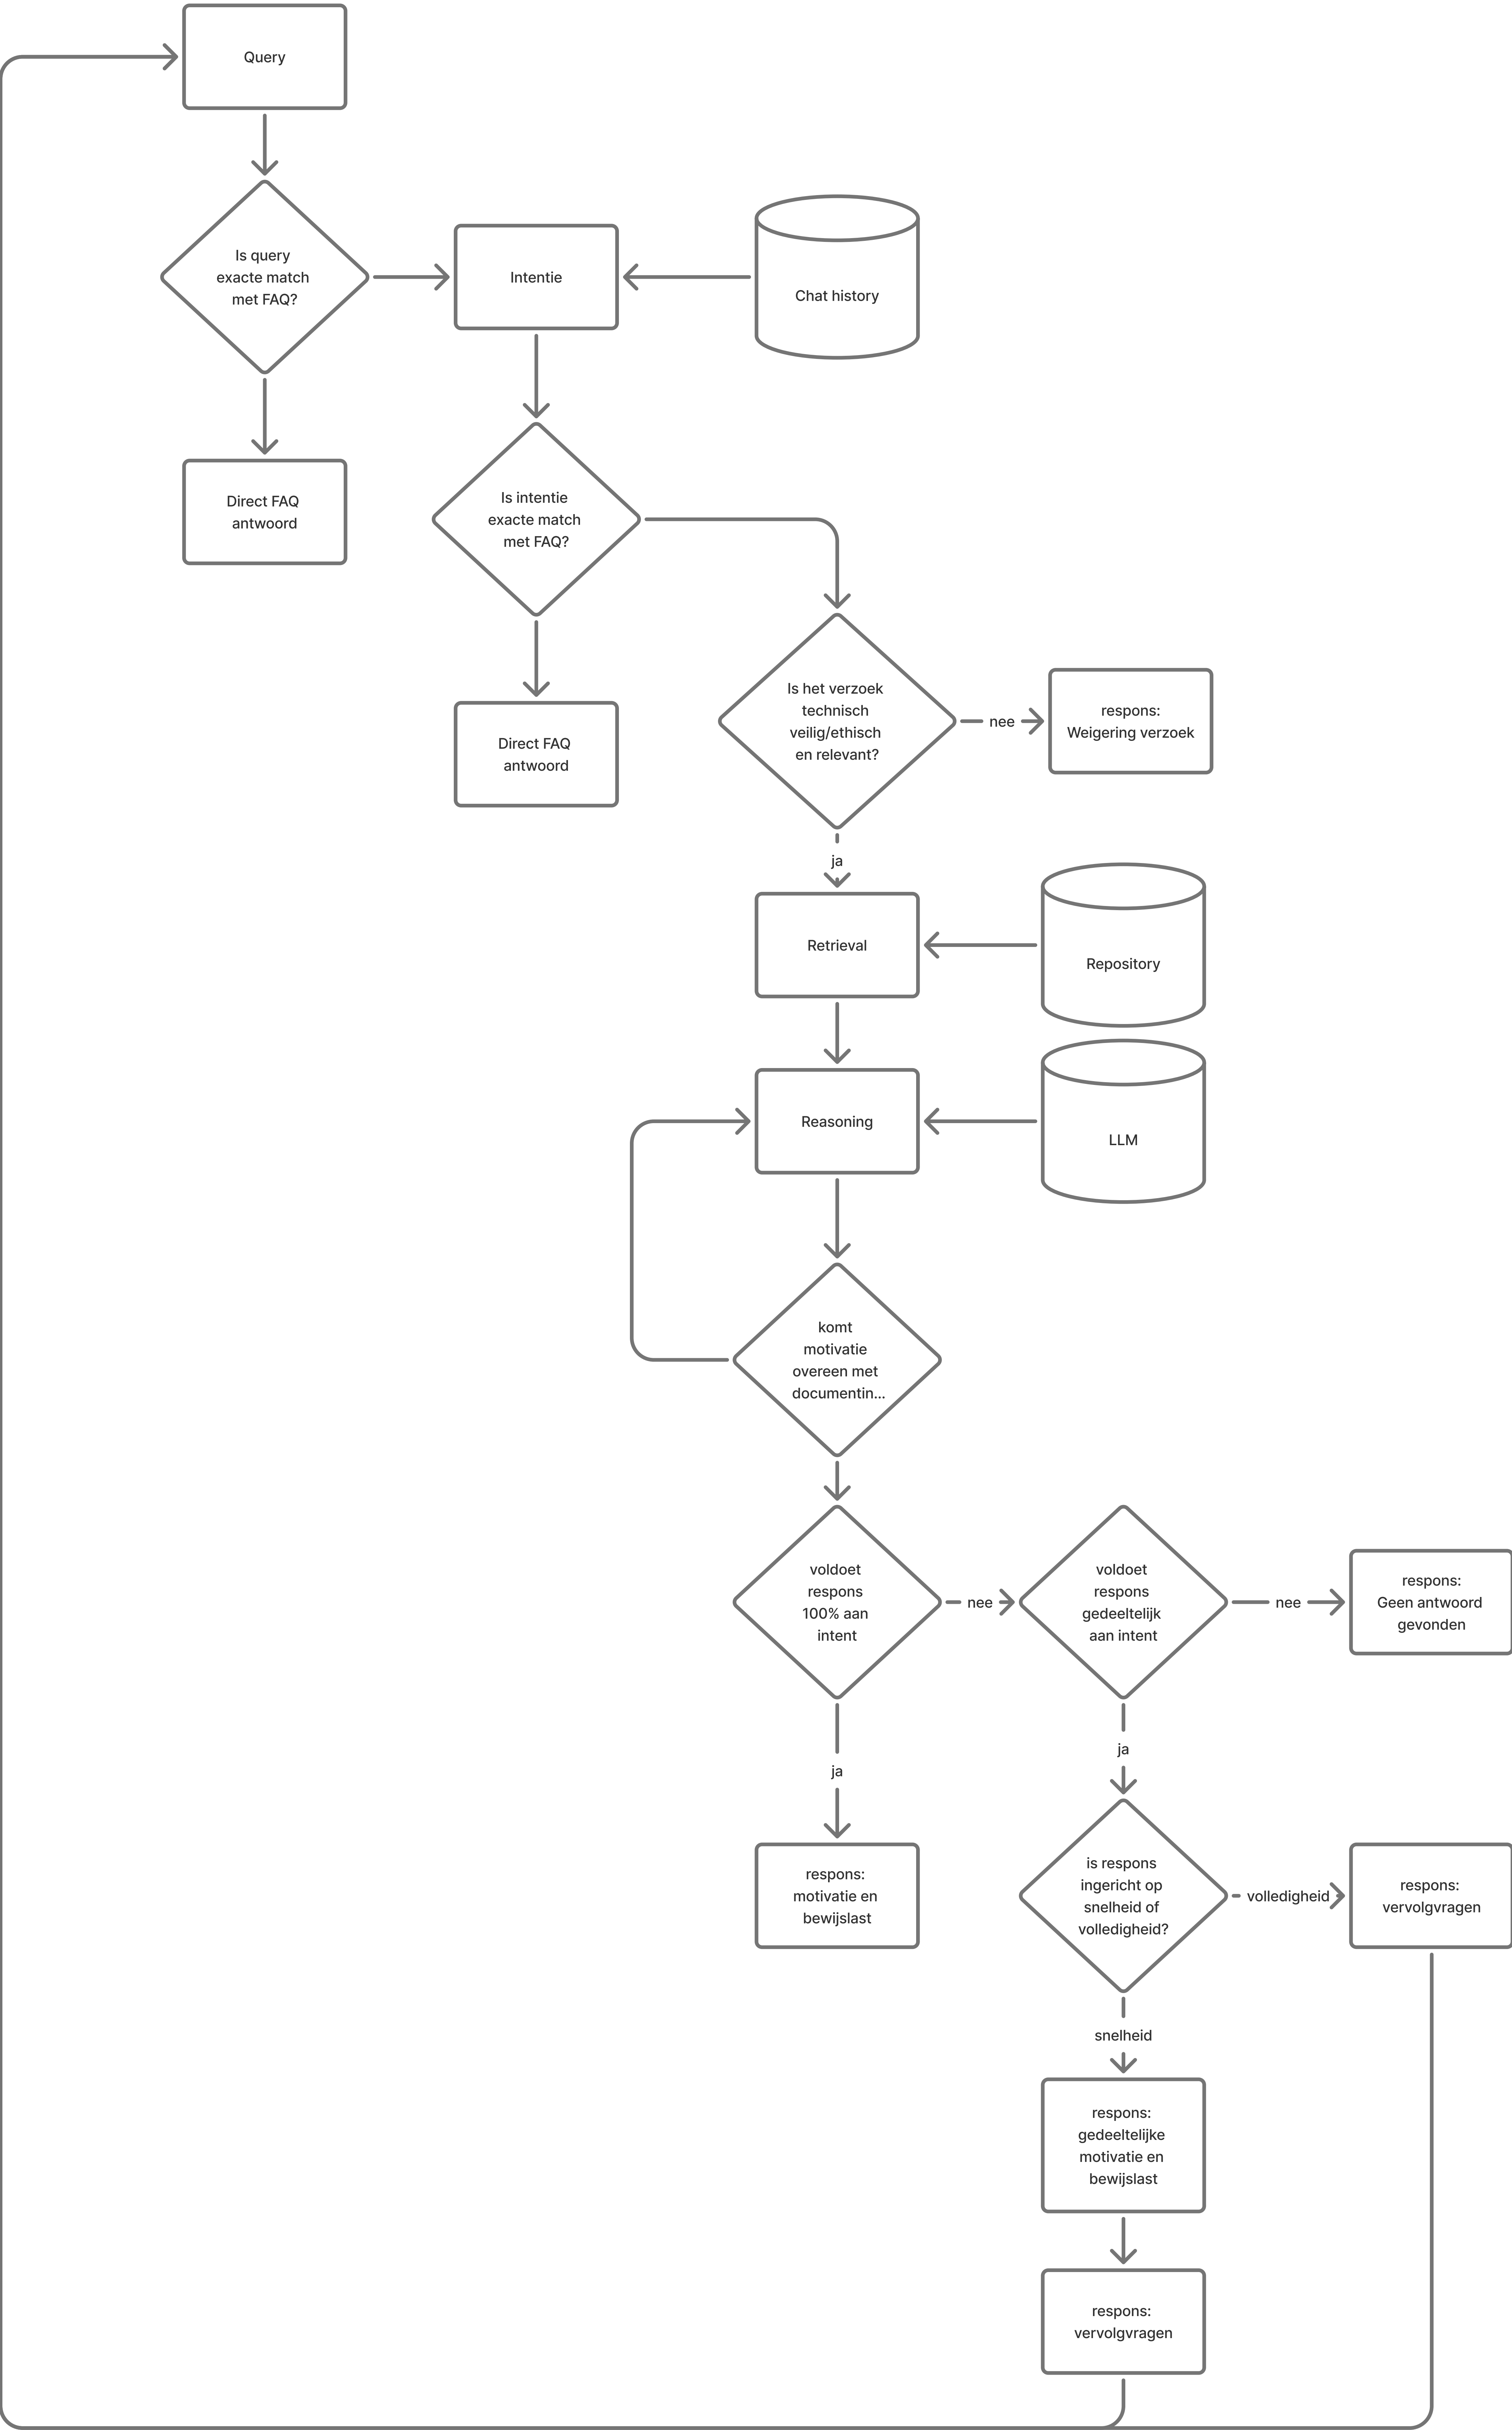 Query
Is query
exacte match
met FAQ?
Intentie
Chat history
Direct FAQ
antwoord
Is intentie
exacte match
met FAQ?
Direct FAQ
antwoord
Is het verzoek
technisch
veilig/ethisch
en relevant?
nee
respons:
Weigering verzoek
ja
Retrieval
Repository
Reasoning
LLM
komt
motivatie
overeen met
documentin...
voldoet
respons
100% aan
intent
nee
voldoet
respons
gedeeltelijk
aan intent
nee
respons:
Geen antwoord
gevonden
ja
ja
respons:
motivatie en
bewijslast
is respons
ingericht op
snelheid of
volledigheid?
volledigheid
respons:
vervolgvragen
snelheid
respons:
gedeeltelijke
motivatie en
bewijslast
respons:
vervolgvragen